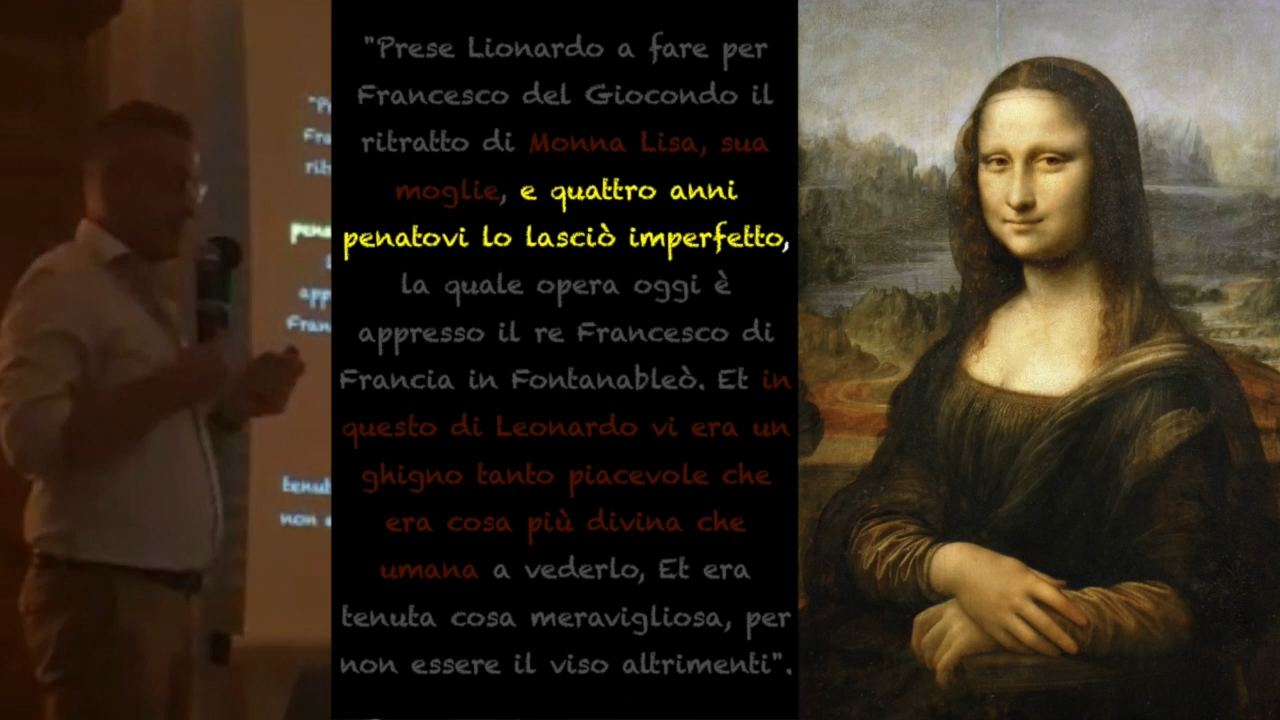 "Prese Lionardo a fare per
Francesco del Giocondo il
ritratto di Monna Lisa, sua
moglie, e quattro anni
penatovi lo lasciò imperfetto,
la quale opera oggi è
appresso il re Francesco di
Francia in Fontanableò. Et in
questo di Leonardo vi era un
ghigno tanto piacevole che
era cosa più divina che
umana a vederlo, Et era
tenuta cosa meravigliosa, per
non essere il viso altrimenti".